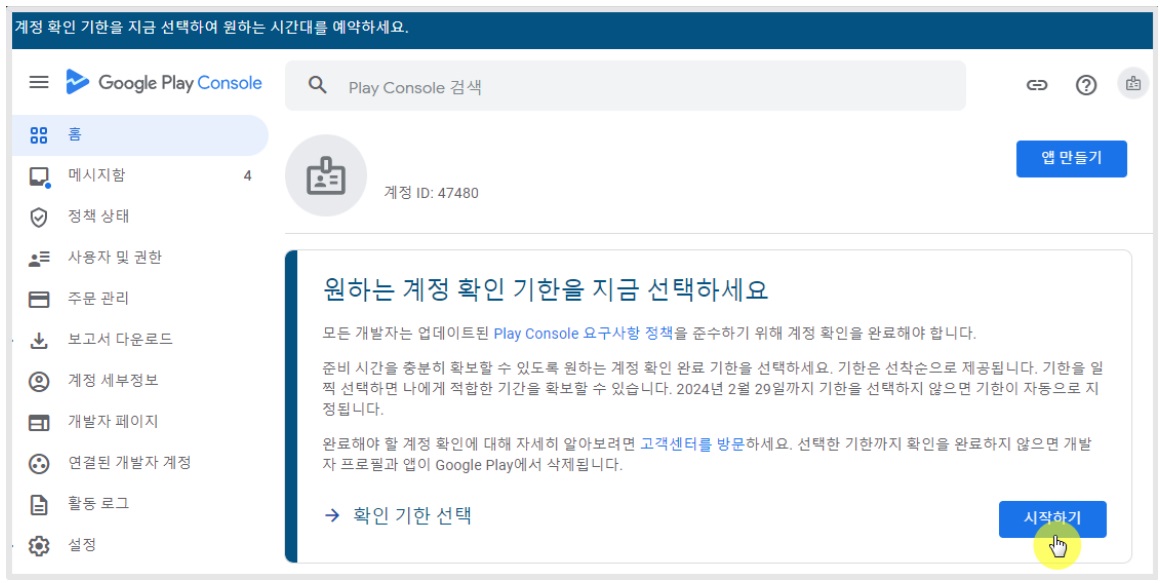 계정 확인 기한을 지금 선택하여 원하는 시간대를 예약하세요.
Google Play Console
Play Console 검색
홈
메시지함 4
정책 상태
사용자 및 권한
주문 관리
보고서 다운로드
계정 세부정보
개발자 페이지
연결된 개발자 계정
활동 로그
설정
앱 만들기
계정 ID: 47480
원하는 계정 확인 기한을 지금 선택하세요
모든 개발자는 업데이트된 Play Console 요구사항 정책을 준수하기 위해 계정 확인을 완료해야 합니다.
준비 시간을 충분히 확보할 수 있도록 원하는 계정 확인 완료 기한을 선택하세요. 기한은 선착순으로 제공됩니다. 기한을 일
찍 선택하면 나에게 적합한 기간을 확보할 수 있습니다. 2024년 2월 29일까지 기한을 선택하지 않으면 기한이 자동으로 지
정됩니다.
완료해야 할 계정 확인에 대해 자세히 알아보려면 고객센터를 방문하세요. 선택한 기한까지 확인을 완료하지 않으면 개발
자 프로필과 앱이 Google Play에서 삭제됩니다.
확인 기한 선택
시작하기